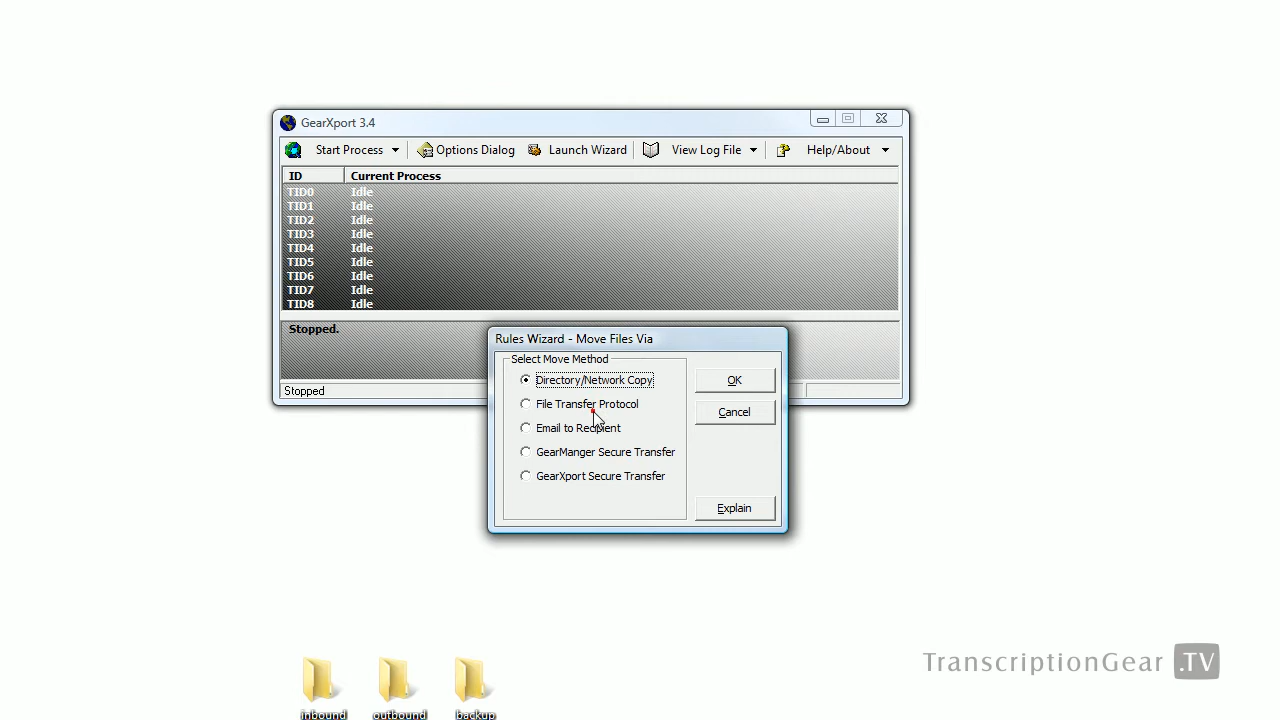 GearXport 3.4
Start Process Options Dialog Launch Wizard View Log File Help/About
ID Current Process
TID0 Idle
TID1 Idle
TID2 Idle
TID3 Idle
TID4 Idle
TID5 Idle
TID6 Idle
TID7 Idle
TID8 Idle
Stopped.
Stopped
Rules Wizard - Move Files Via
Select Move Method
Directory/Network Copy
File Transfer Protocol
Email to Recipient
GearManger Secure Transfer
GearXport Secure Transfer
OK
Cancel
Explain
inbound outbound backup
TranscriptionGear .TV